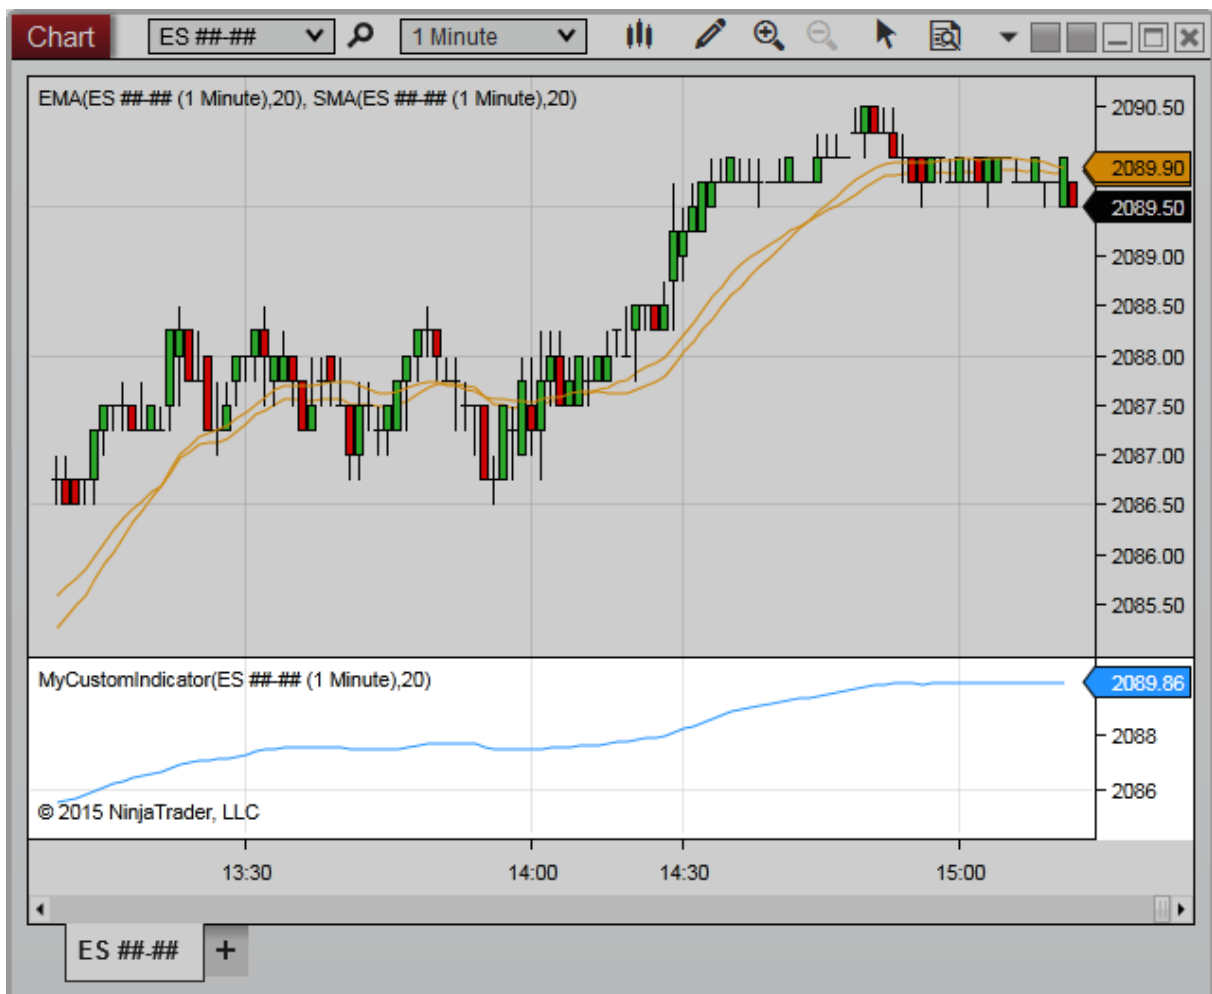 Chart ES ##-## 1 Minute
EMA(ES ##-## (1 Minute),20), SMA(ES ##-## (1 Minute),20)
2090.50
2089.90
2089.50
2089.00
2088.50
2088.00
2087.50
2087.00
2086.50
2086.00
2085.50
MyCustomIndicator(ES ##-## (1 Minute),20)
2089.86
2088
2086
© 2015 NinjaTrader, LLC
13:30 14:00 14:30 15:00
ES ##-## +